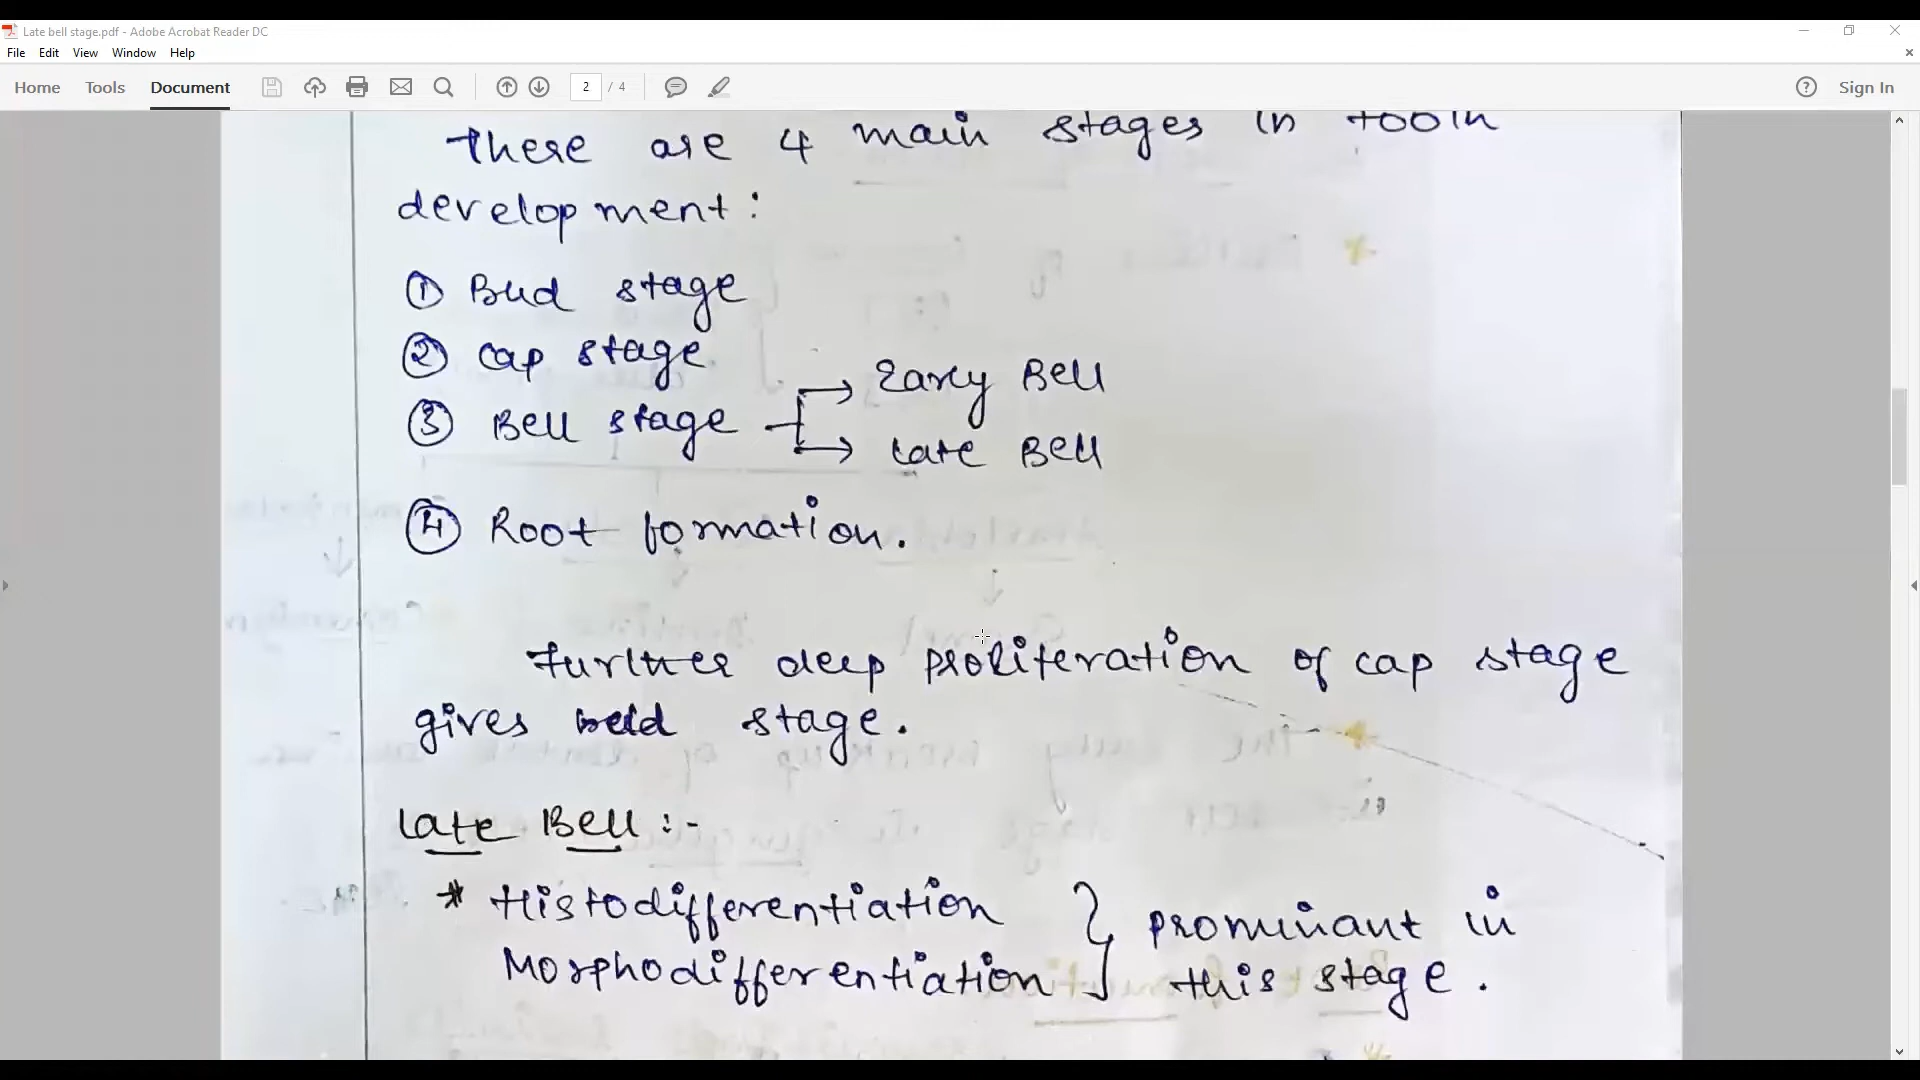 Late bell stage.pdf - Adobe Acrobat Reader DC
File Edit View Window Help
Home Tools Document 2 / 4 Sign In
There are 4 main stages in tooth
development:
① Bud stage
② cap stage
③ Bell stage → Early Bell
→ Late Bell
④ Root formation.
Further deep proliferation of cap stage
gives stage.
Late Bell :-
* Histodifferentiation } prominant in
Morphodifferentiation } this stage.